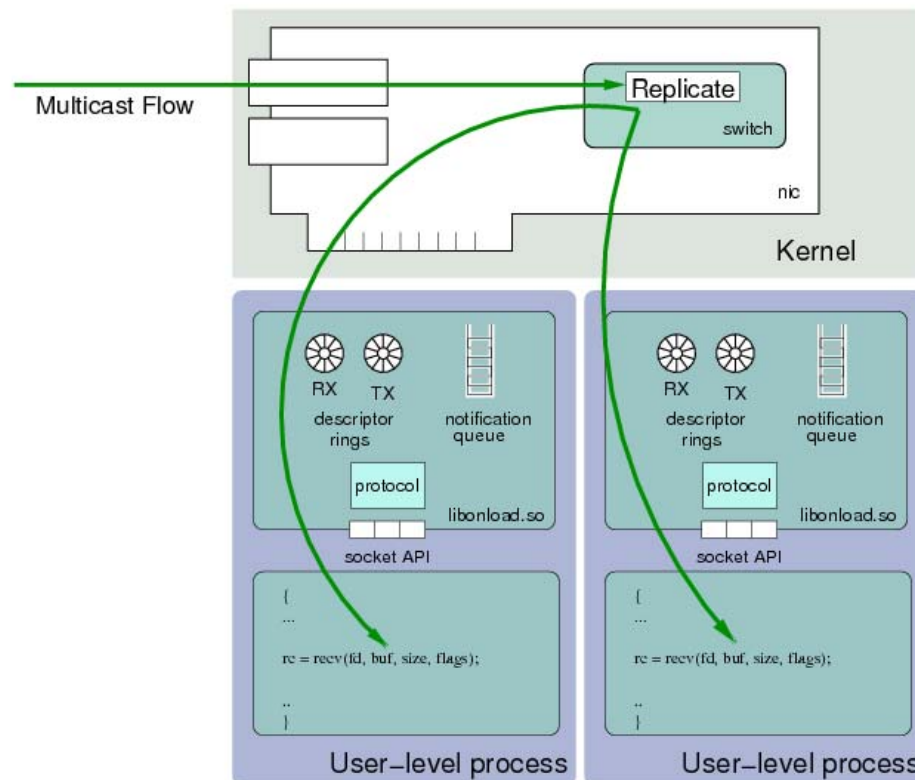 Multicast Flow
Replicate
switch
nic
Kernel
RX
TX
descriptor
rings
notification
queue
protocol
libonload.so
socket API
{
...
rc = recv(fd, buf, size, flags);
..
}
User-level process
RX
TX
descriptor
rings
notification
queue
protocol
libonload.so
socket API
{
...
rc = recv(fd, buf, size, flags);
..
}
User-level process